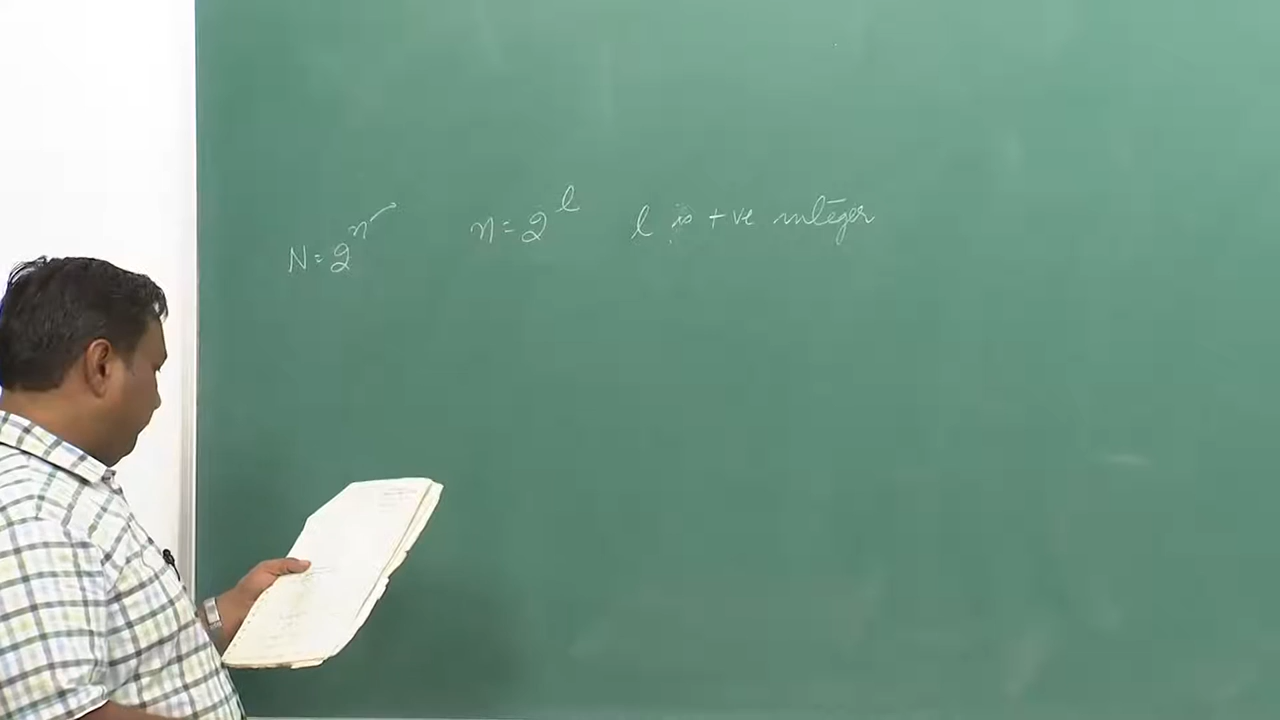 N = 2^n n = 2^l l is +ve integer